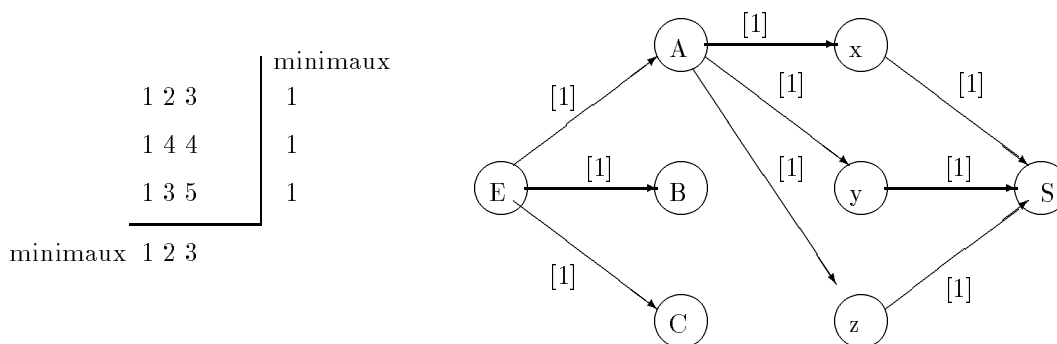 minimaux
1 2 3 1
1 4 4 1
1 3 5 1
minimaux 1 2 3
[1]
A x
[1] [1] [1]
[1] [1] [1]
E B y S
[1] [1]
C z